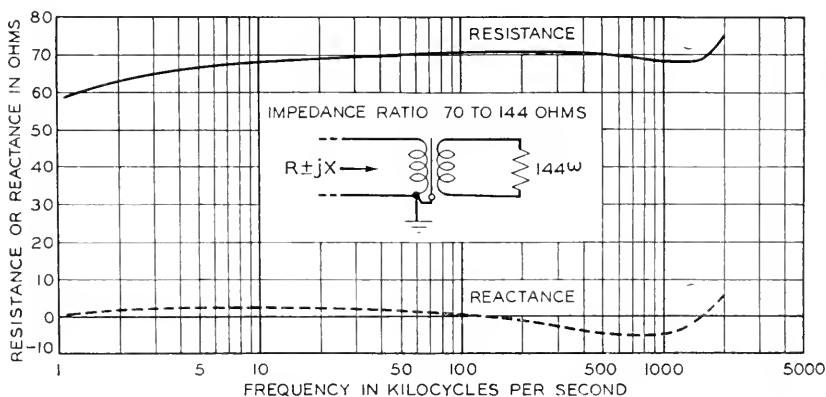 RESISTANCE OR REACTANCE IN OHMS
80
70
60
50
40
30
20
10
0
-10
RESISTANCE
IMPEDANCE RATIO 70 TO 144 OHMS
R±jX
144ω
REACTANCE
1 5 10 50 100 500 1000 5000
FREQUENCY IN KILOCYCLES PER SECOND